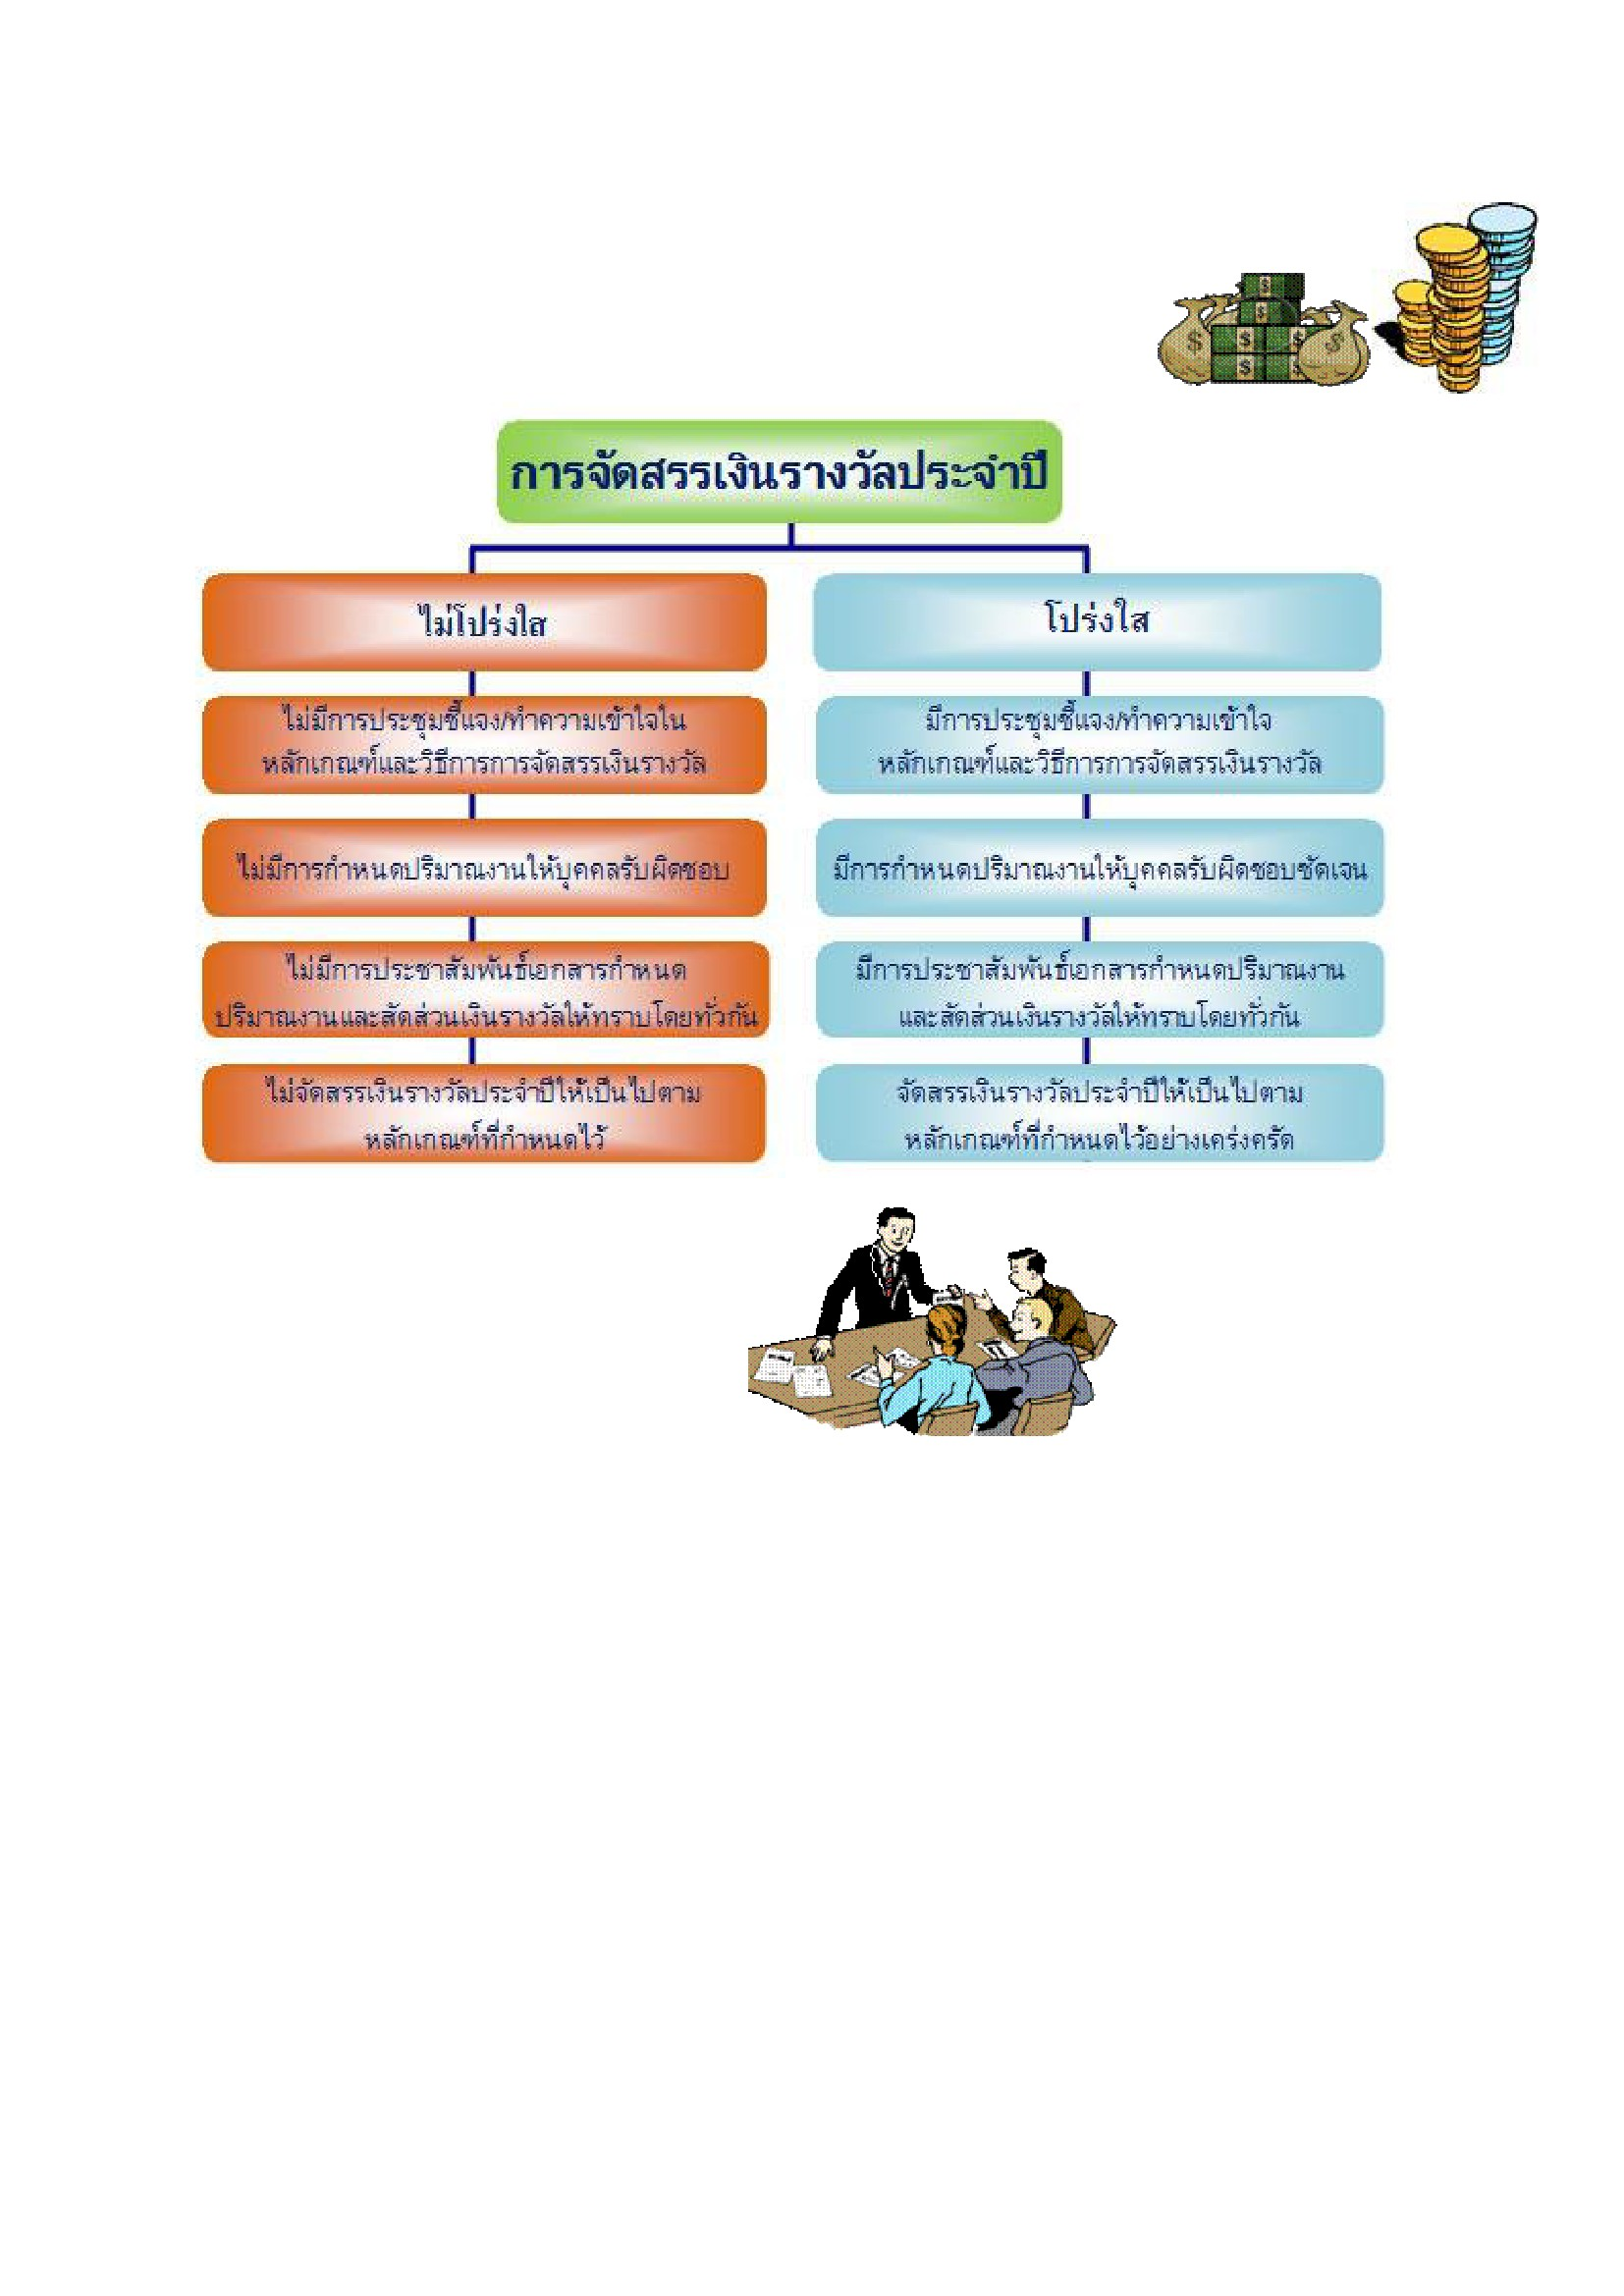 การจัดสรรเงินรางวัลประจำปี
ไม่โปร่งใส
ไม่มีการประชุมชี้แจง/ทำความเข้าใจใน
หลักเกณฑ์และวิธีการการจัดสรรเงินรางวัล
ไม่มีการกำหนดปริมาณงานให้บุคคลรับผิดชอบ
ไม่มีการประชาสัมพันธ์เอกสารกำหนด
ปริมาณงานและสัดส่วนเงินรางวัลให้ทราบโดยทั่วกัน
ไม่จัดสรรเงินรางวัลประจำปีให้เป็นไปตาม
หลักเกณฑ์ที่กำหนดไว้
โปร่งใส
มีการประชุมชี้แจง/ทำความเข้าใจ
หลักเกณฑ์และวิธีการการจัดสรรเงินรางวัล
มีการกำหนดปริมาณงานให้บุคคลรับผิดชอบชัดเจน
มีการประชาสัมพันธ์เอกสารกำหนดปริมาณงาน
และสัดส่วนเงินรางวัลให้ทราบโดยทั่วกัน
จัดสรรเงินรางวัลประจำปีให้เป็นไปตาม
หลักเกณฑ์ที่กำหนดไว้อย่างเคร่งครัด